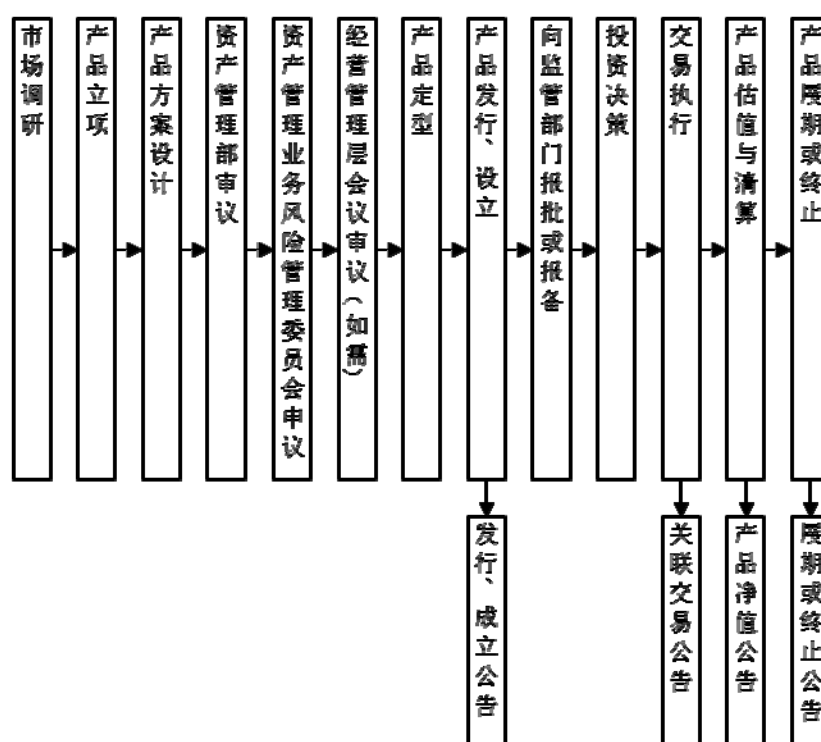 市场调研
产品立项
产品方案设计
资产管理部审议
资产管理业务风险管理委员会审议
经营管理层会议审议(如需)
产品定型
产品发行、设立
向监管部门报批或报备
投资决策
交易执行
产品估值与清算
产品展期或终止
发行、成立公告
关联交易公告
产品净值公告
展期或终止公告